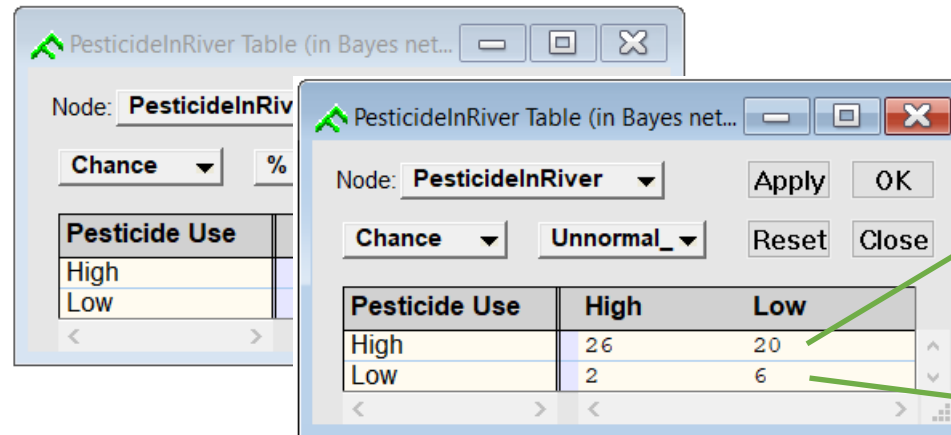 PesticideInRiver Table (in Bayes net...
Node: PesticideInRiv
Chance %
Pesticide Use
High
Low
PesticideInRiver Table (in Bayes net...
Node: PesticideInRiver Apply OK
Chance Unnormal_ Reset Close
Pesticide Use High Low
High 26 20
Low 2 6